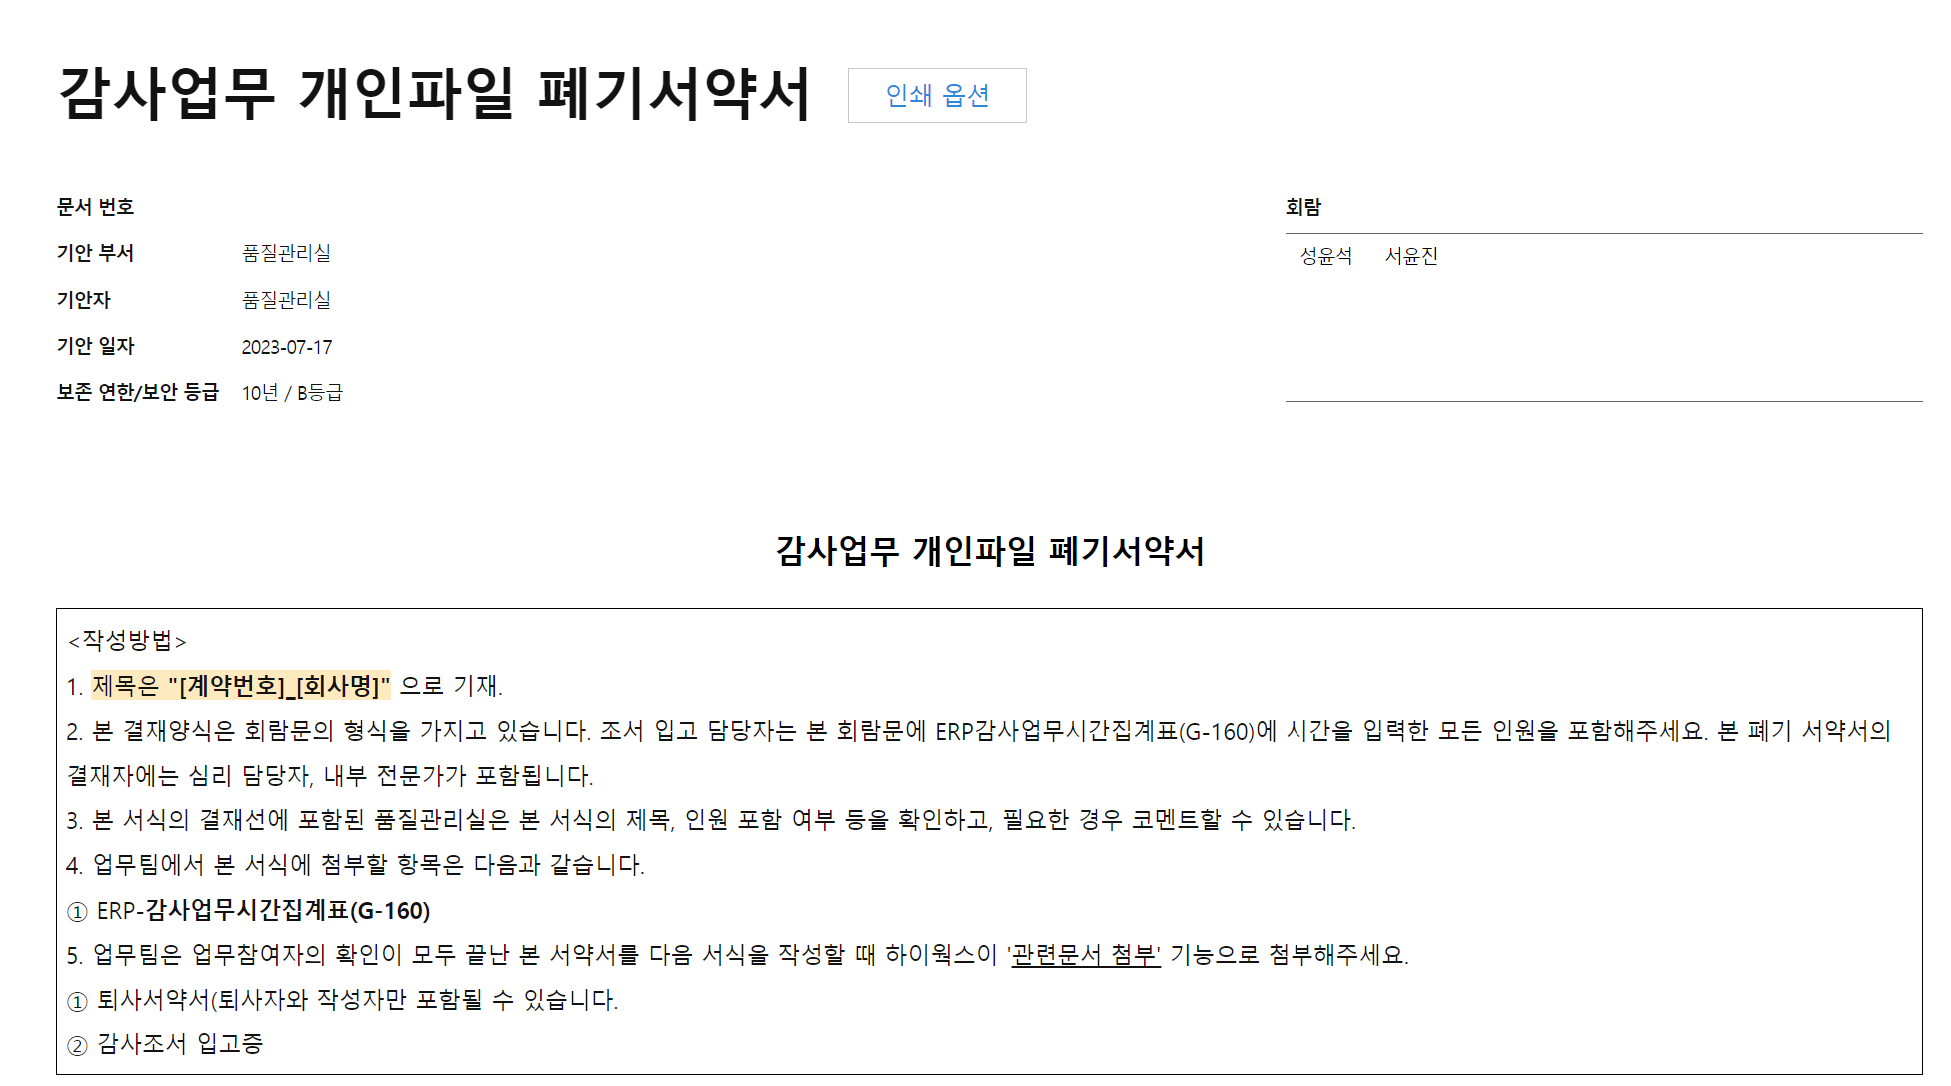 감사업무 개인파일 폐기서약서
인쇄 옵션
문서 번호
기안 부서 품질관리실
기안자 품질관리실
기안 일자 2023-07-17
보존 연한/보안 등급 10년 / B등급
회람
성윤석 서윤진
감사업무 개인파일 폐기서약서
<작성방법>
1. 제목은 "[계약번호]_[회사명]" 으로 기재.
2. 본 결재양식은 회람문의 형식을 가지고 있습니다. 조서 입고 담당자는 본 회람문에 ERP감사업무시간집계표(G-160)에 시간을 입력한 모든 인원을 포함해주세요. 본 폐기 서약서의
결재자에는 심리 담당자, 내부 전문가가 포함됩니다.
3. 본 서식의 결재선에 포함된 품질관리실은 본 서식의 제목, 인원 포함 여부 등을 확인하고, 필요한 경우 코멘트할 수 있습니다.
4. 업무팀에서 본 서식에 첨부할 항목은 다음과 같습니다.
① ERP-감사업무시간집계표(G-160)
5. 업무팀은 업무참여자의 확인이 모두 끝난 본 서약서를 다음 서식을 작성할 때 하이웍스이 '관련문서 첨부' 기능으로 첨부해주세요.
① 퇴사서약서(퇴사자와 작성자만 포함될 수 있습니다.
② 감사조서 입고증